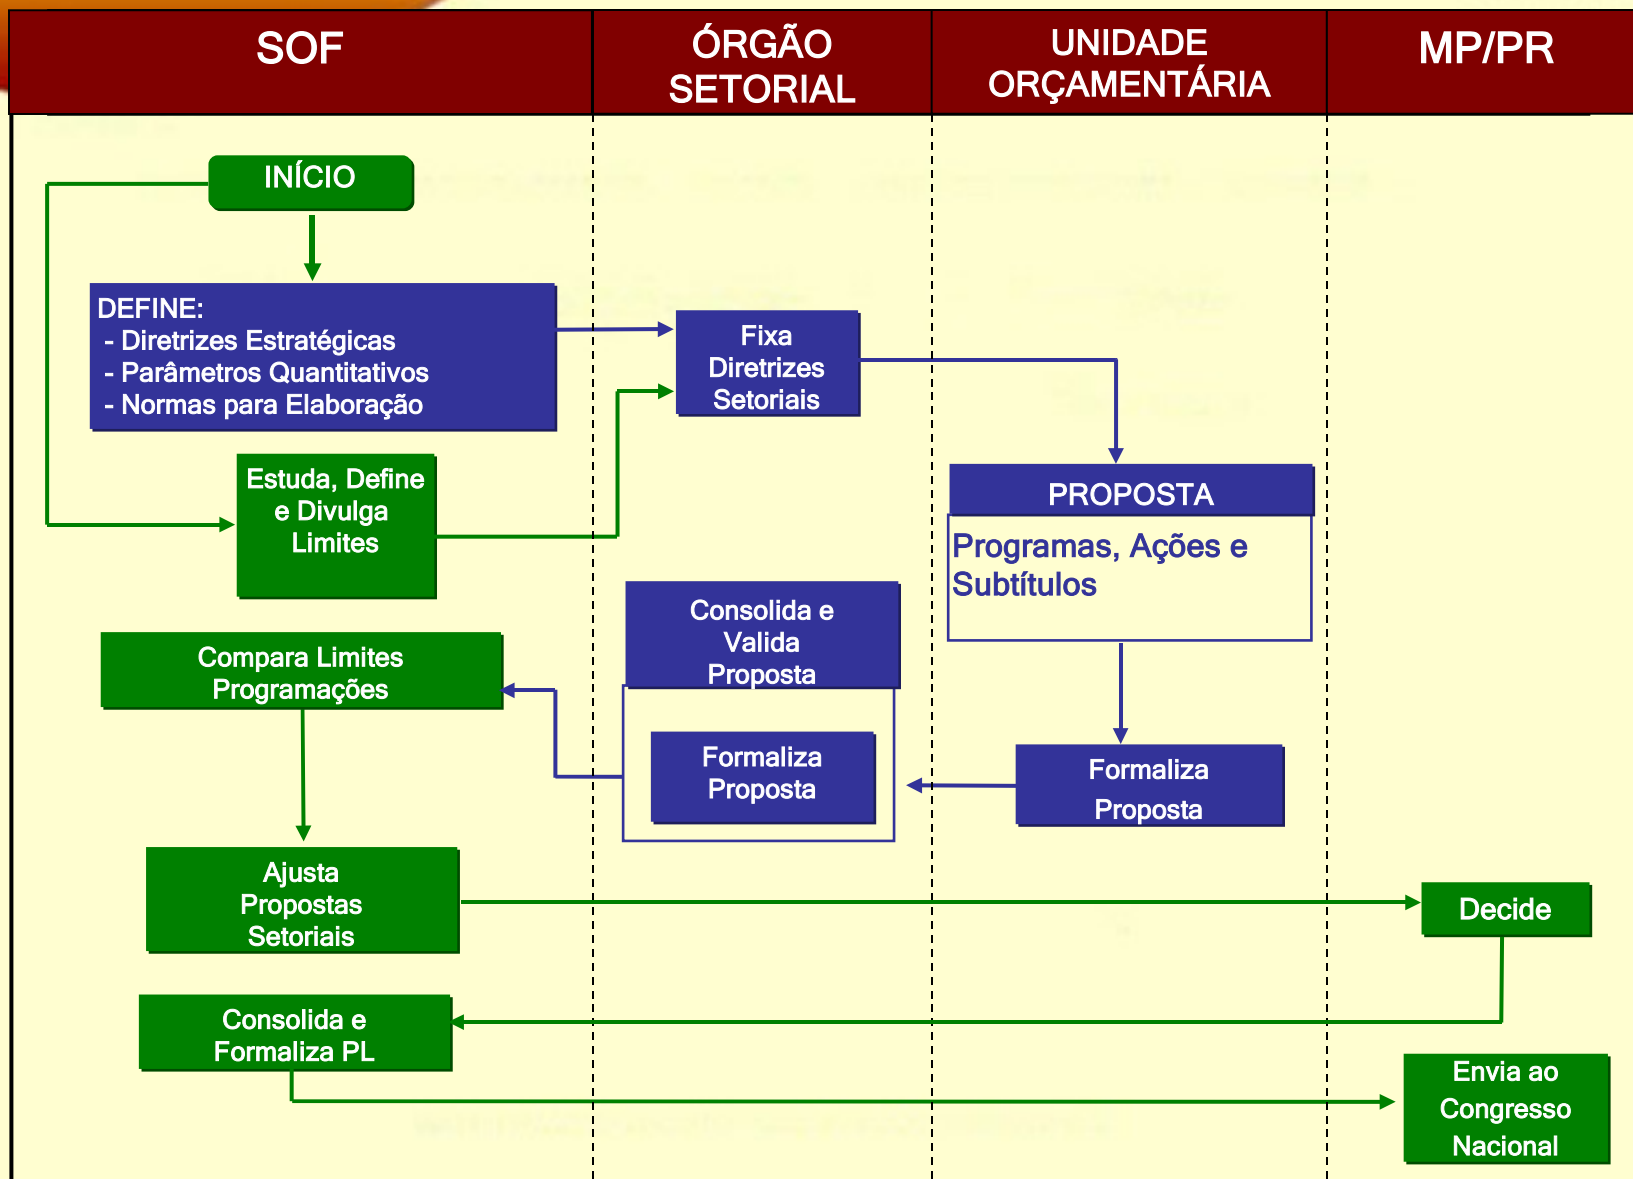 SOF
ÓRGÃO
SETORIAL
UNIDADE
ORÇAMENTÁRIA
MP/PR
INÍCIO
DEFINE:
- Diretrizes Estratégicas
- Parâmetros Quantitativos
- Normas para Elaboração
Fixa
Diretrizes
Setoriais
Estuda, Define
e Divulga
Limites
PROPOSTA
Programas, Ações e
Subtítulos
Consolida e
Valida
Proposta
Compara Limites
Programações
Formaliza
Proposta
Formaliza
Proposta
Ajusta
Propostas
Setoriais
Decide
Consolida e
Formaliza PL
Envia ao
Congresso
Nacional